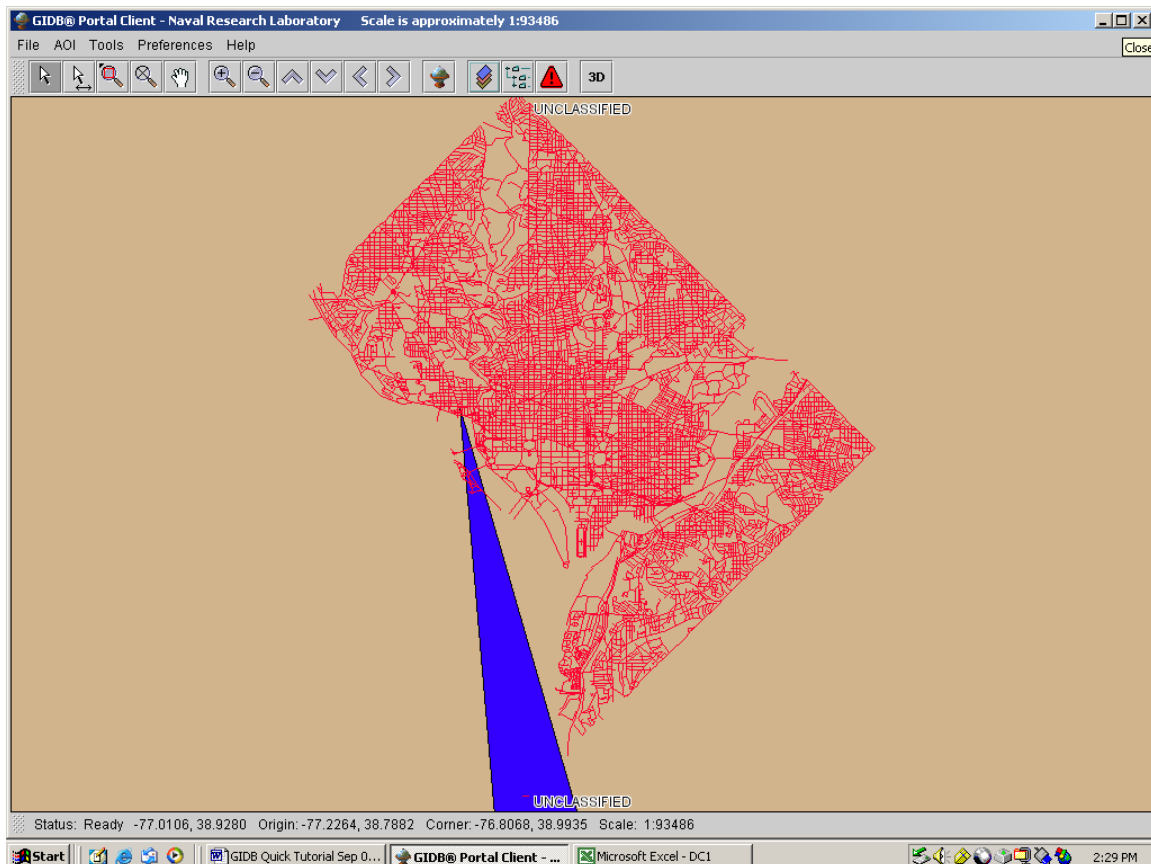 GIDB® Portal Client - Naval Research Laboratory Scale is approximately 1:93486
File AOI Tools Preferences Help
Close
3D
UNCLASSIFIED
UNCLASSIFIED
Status: Ready -77.0106, 38.9280 Origin:-77.2264, 38.7882 Corner:-76.8068, 38.9935 Scale: 1:93486
Start GIDB Quick Tutorial Sep 0... GIDB® Portal Client - ... Microsoft Excel - DC1 2:29 PM